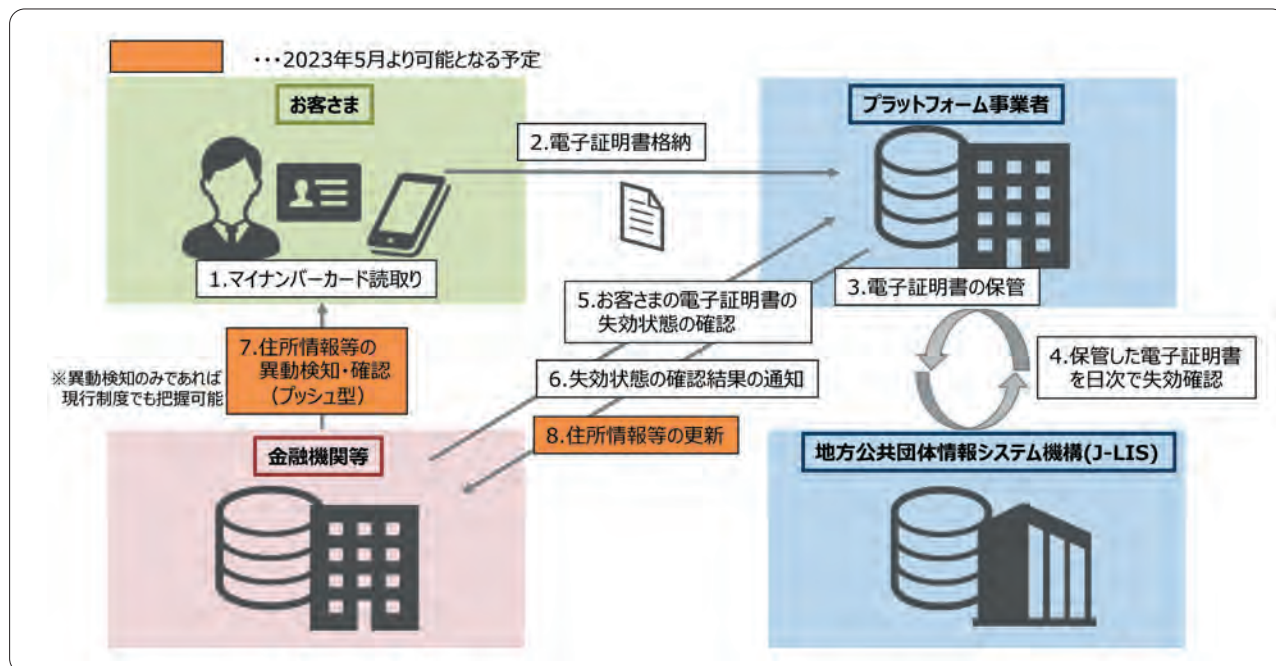 ・・・2023年5月より可能となる予定
お客さま
プラットフォーム事業者
2.電子証明書格納
1.マイナンバーカード読取り
3.電子証明書の保管
5.お客さまの電子証明書の
失効状態の確認
4.保管した電子証明書
を日次で失効確認
7.住所情報等の
異動検知・確認
(プッシュ型)
※異動検知のみであれば
現行制度でも把握可能
6.失効状態の確認結果の通知
8.住所情報等の更新
金融機関等
地方公共団体情報システム機構(J-LIS)